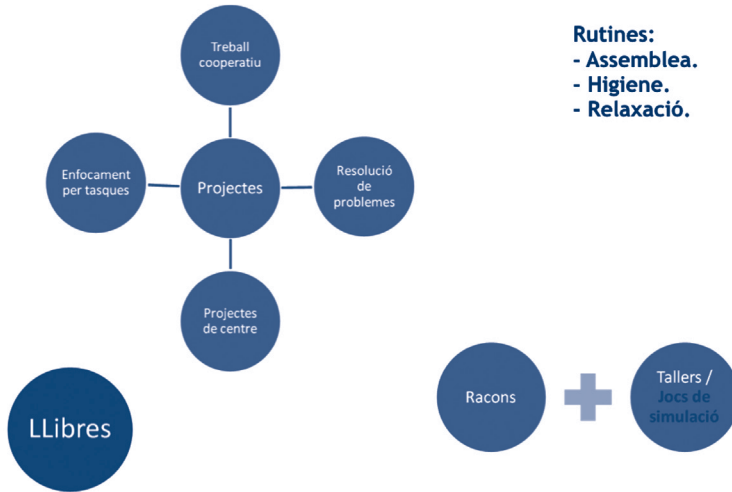 Treball
cooperatiu
Rutines:
- Assemblea.
- Higiene.
- Relaxació.
Enfocament
per tasques
Projectes
Resolució
de
problemes
Projectes
de centre
LLibres
Racons
Tallers /
Jocs de
simulació